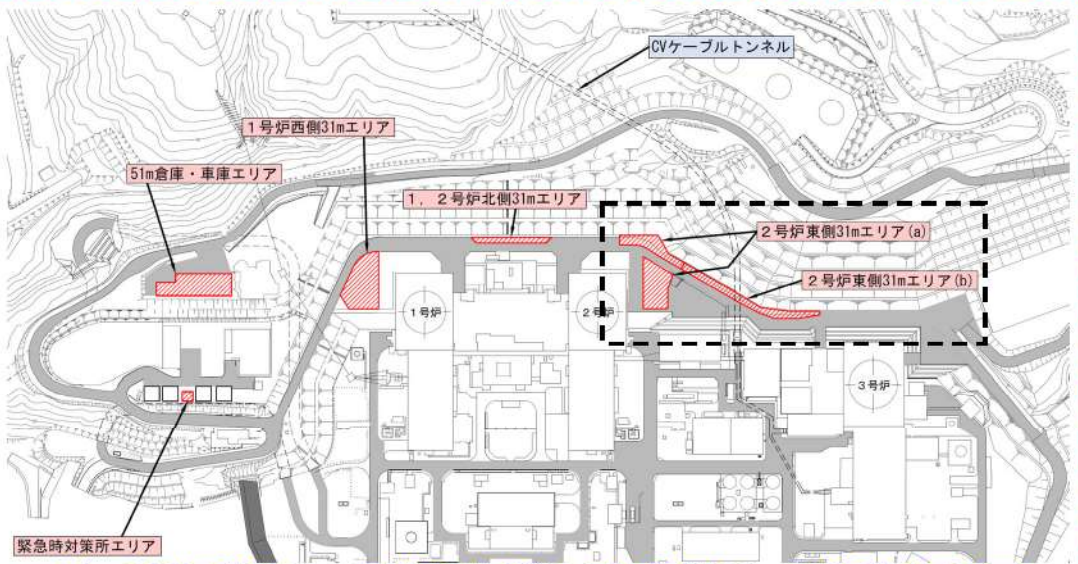 CVケーブルトンネル
1号炉西側31mエリア
51m倉庫・車庫エリア
1，2号炉北側31mエリア
2号炉東側31mエリア(a)
2号炉東側31mエリア(b)
1号炉
2号炉
3号炉
緊急時対策所エリア